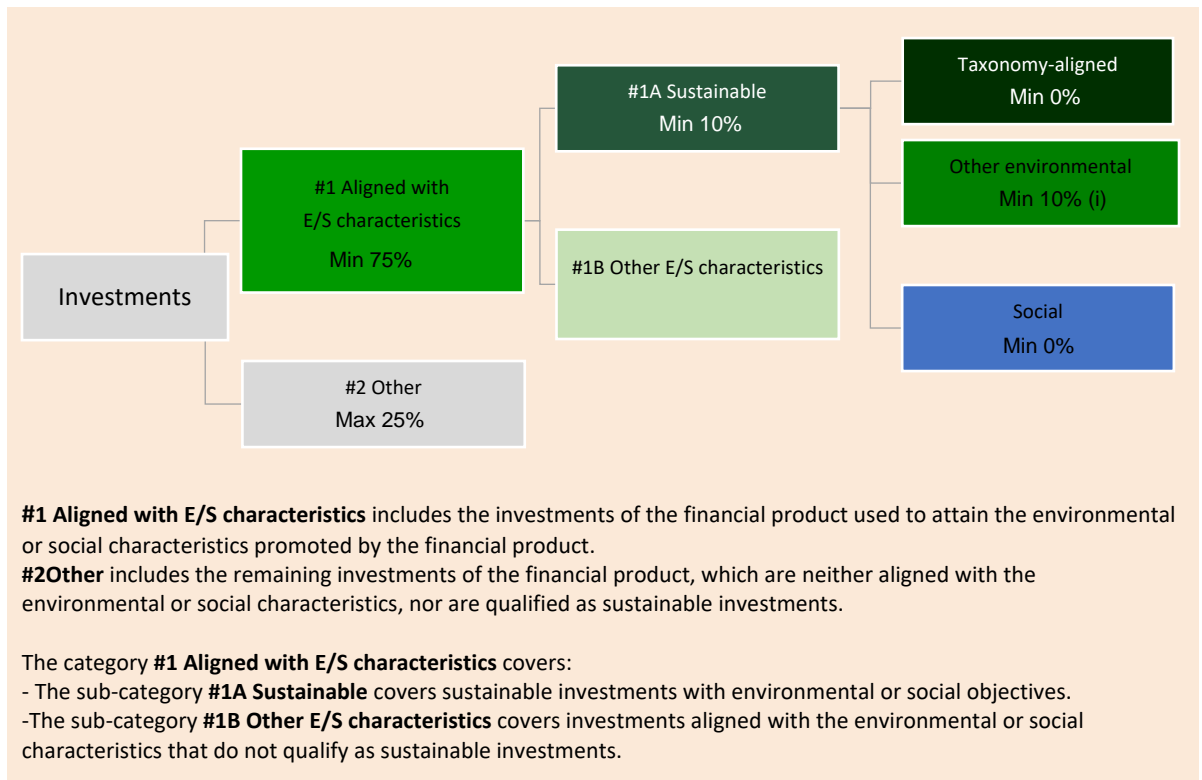 Investments
#1 Aligned with
E/S characteristics
Min 75%
#2 Other
Max 25%
#1A Sustainable
Min 10%
#1B Other E/S characteristics
Taxonomy-aligned
Min 0%
Other environmental
Min 10% (i)
Social
Min 0%
#1 Aligned with E/S characteristics includes the investments of the financial product used to attain the environmental
or social characteristics promoted by the financial product.
#2Other includes the remaining investments of the financial product, which are neither aligned with the
environmental or social characteristics, nor are qualified as sustainable investments.
The category #1 Aligned with E/S characteristics covers:
- The sub-category #1A Sustainable covers sustainable investments with environmental or social objectives.
-The sub-category #1B Other E/S characteristics covers investments aligned with the environmental or social
characteristics that do not qualify as sustainable investments.